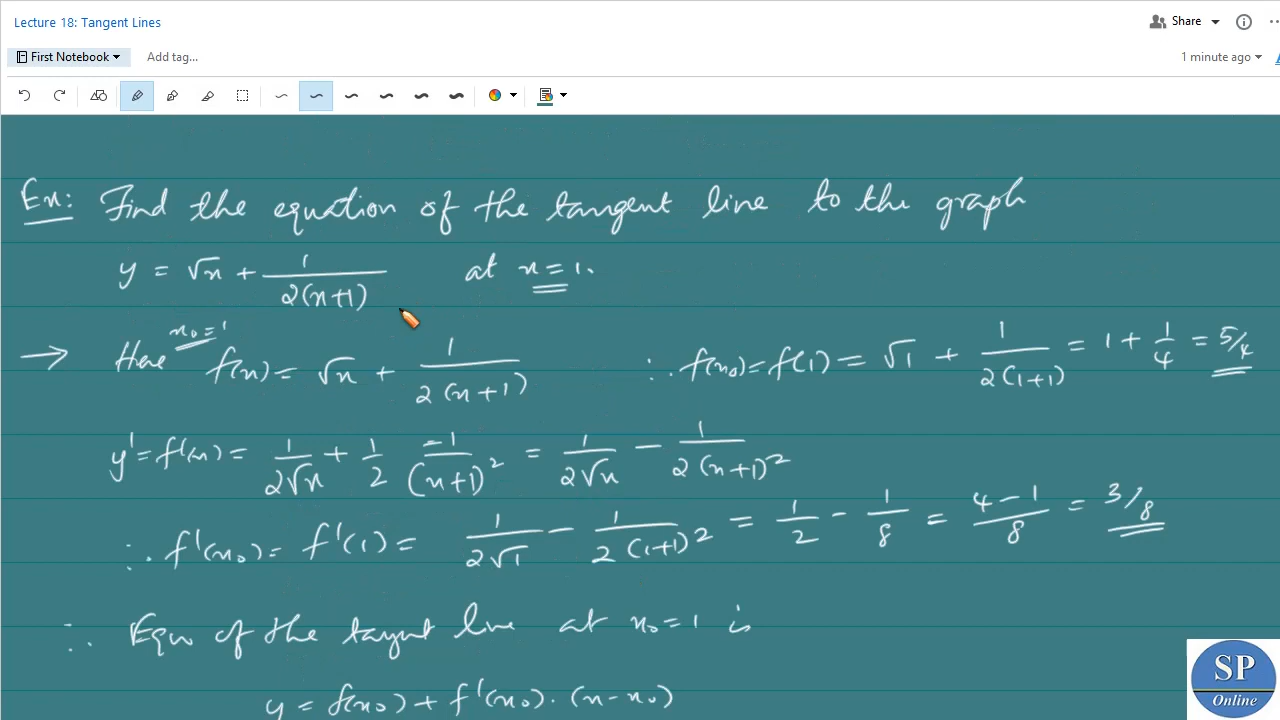 Lecture 18: Tangent Lines
Share
First Notebook
Add tag...
1 minute ago
Ex: Find the equation of the tangent line to the graph
y = √x + 1/(2(x+1)) at x = 1.
x₀ = 1
→ Here f(x) = √x + 1/(2(x+1)) ∴ f(x₀) = f(1) = √1 + 1/(2(1+1)) = 1 + 1/4 = 5/4
y' = f'(x) = 1/(2√x) + 1/2 · -1/(x+1)² = 1/(2√x) - 1/(2(x+1)²)
∴ f'(x₀) = f'(1) = 1/(2√1) - 1/(2(1+1)²) = 1/2 - 1/8 = (4-1)/8 = 3/8
∴ Eqn of the tangent line at x₀ = 1 is
y = f(x₀) + f'(x₀) · (x - x₀)
SP
Online